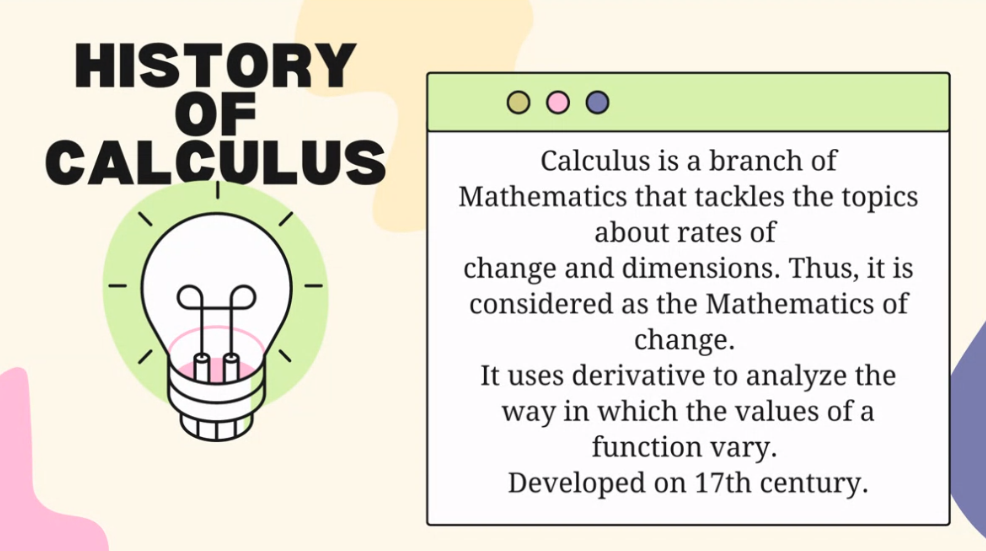 HISTORY
OF
CALCULUS
Calculus is a branch of
Mathematics that tackles the topics
about rates of
change and dimensions. Thus, it is
considered as the Mathematics of
change.
It uses derivative to analyze the
way in which the values of a
function vary.
Developed on 17th century.